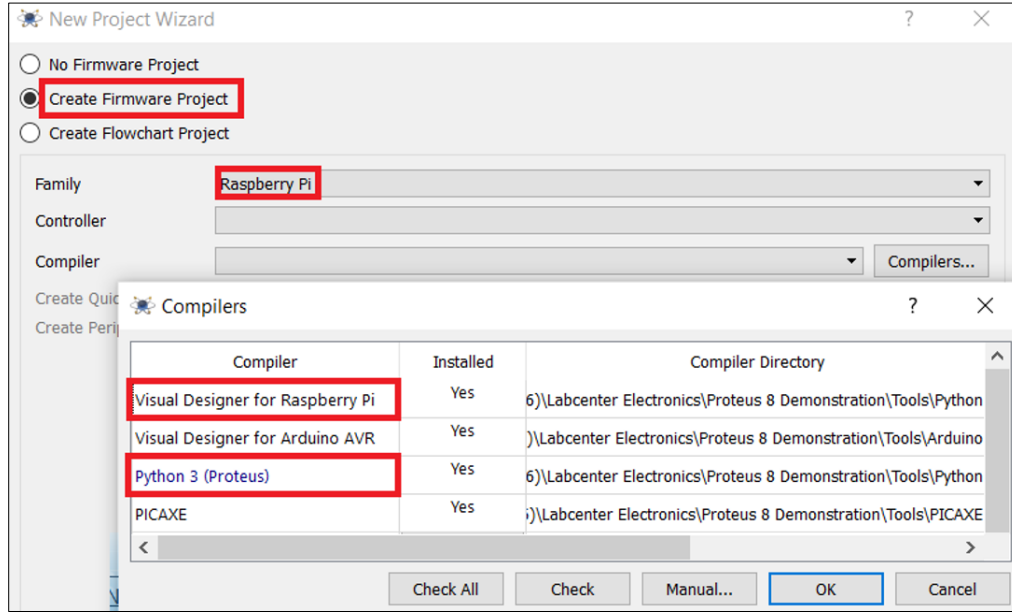 New Project Wizard ?
No Firmware Project
Create Firmware Project
Create Flowchart Project
Family Raspberry Pi
Controller
Compiler Compilers...
Create Quic
Create Perip
Compilers ?
Compiler Installed Compiler Directory
Visual Designer for Raspberry Pi Yes 6)\Labcenter Electronics\Proteus 8 Demonstration\Tools\Python
Visual Designer for Arduino AVR Yes )\Labcenter Electronics\Proteus 8 Demonstration\Tools\Arduino
Python 3 (Proteus) Yes 6)\Labcenter Electronics\Proteus 8 Demonstration\Tools\Python
PICAXE Yes )\Labcenter Electronics\Proteus 8 Demonstration\Tools\PICAXE
Check All Check Manual... OK Cancel